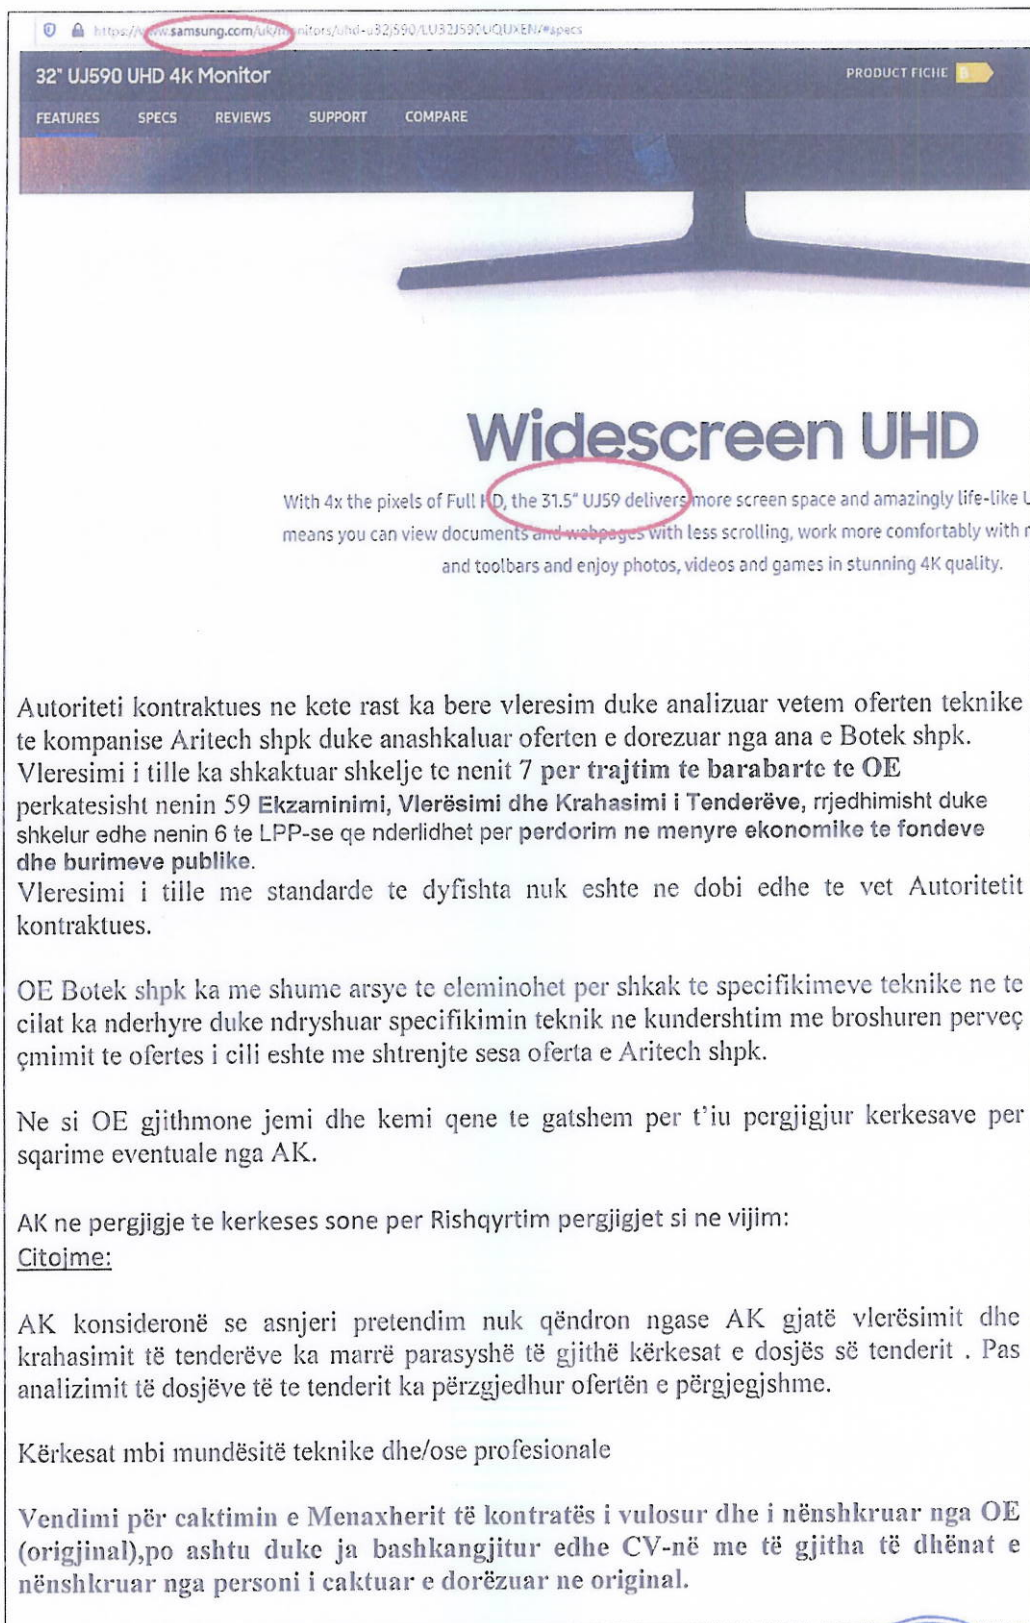 https://www.samsung.com/uk/monitors/uhd-u32j590/LU32J590UQUXEN/#specs
32" UJ590 UHD 4k Monitor
PRODUCT FICHE
FEATURES SPECS REVIEWS SUPPORT COMPARE
Widescreen UHD
With 4x the pixels of Full HD, the 31.5" UJ59 delivers more screen space and amazingly life-like U
means you can view documents and webpages with less scrolling, work more comfortably with
and toolbars and enjoy photos, videos and games in stunning 4K quality.
Autoriteti kontraktues ne kete rast ka bere vleresim duke analizuar vetem oferten teknike
te kompanise Aritech shpk duke anashkaluar oferten e dorezuar nga ana e Botek shpk.
Vleresimi i tille ka shkaktuar shkelje te nenit 7 per trajtim te barabarte te OE
perkatesisht nenin 59 Ekzaminimi, Vlerësimi dhe Krahasimi i Tenderëve, rrjedhimisht duke
shkelur edhe nenin 6 te LPP-se qe nderlidhet per perdorim ne menyre ekonomike te fondeve
dhe burimeve publike.
Vleresimi i tille me standarde te dyfishta nuk eshte ne dobi edhe te vet Autoritetit
kontraktues.
OE Botek shpk ka me shume arsye te eleminohet per shkak te specifikimeve teknike ne te
cilat ka nderhyre duke ndryshuar specifikimin teknik ne kundershtim me broshuren perveç
çmimit te ofertes i cili eshte me shtrenjte sesa oferta e Aritech shpk.
Ne si OE gjithmone jemi dhe kemi qene te gatshem per t'iu pergjigjur kerkesave per
sqarime eventuale nga AK.
AK ne pergjigje te kerkeses sone per Rishqyrtim pergjigjet si ne vijim:
Citojme:
AK konsideronë se asnjeri pretendim nuk qëndron ngase AK gjatë vlerësimit dhe
krahasimit të tenderëve ka marrë parasyshë të gjithë kërkesat e dosjës së tenderit . Pas
analizimit të dosjëve të te tenderit ka përzgjedhur ofertën e përgjegjshme.
Kërkesat mbi mundësitë teknike dhe/ose profesionale
Vendimi për caktimin e Menaxherit të kontratës i vulosur dhe i nënshkruar nga OE
(origjinal),po ashtu duke ja bashkangjitur edhe CV-në me të gjitha të dhënat e
nënshkruar nga personi i caktuar e dorëzuar ne original.